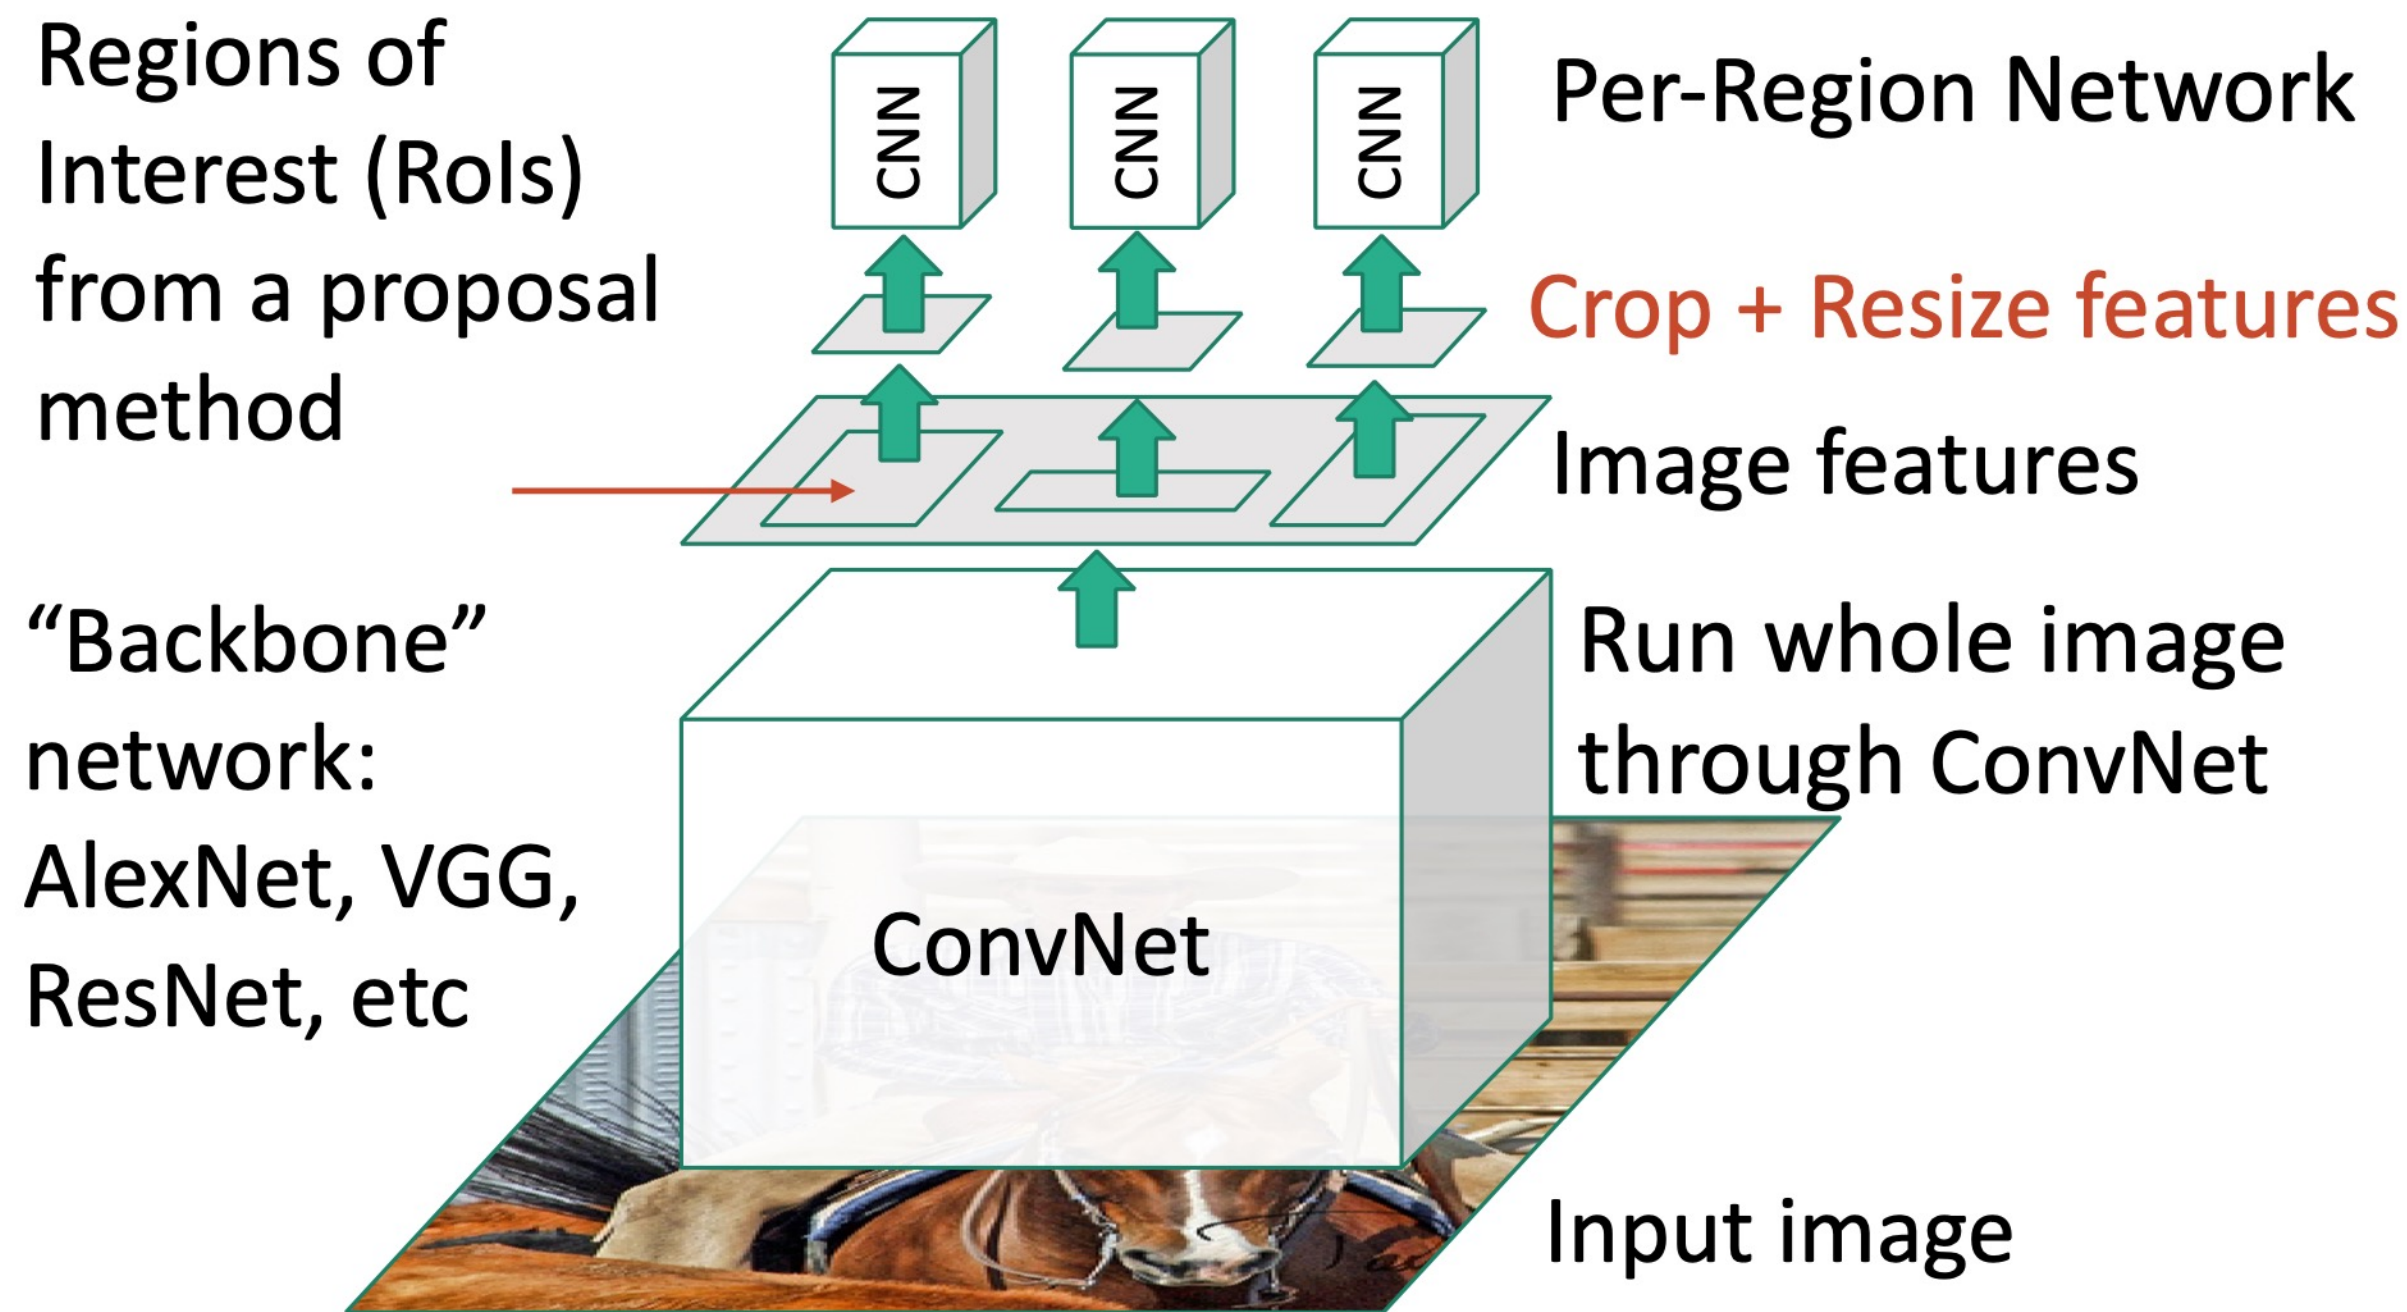 Regions of
Interest (RoIs)
from a proposal
method
CNN
CNN
CNN
Per-Region Network
Crop + Resize features
Image features
“Backbone”
network:
AlexNet, VGG,
ResNet, etc
Run whole image
through ConvNet
ConvNet
Input image